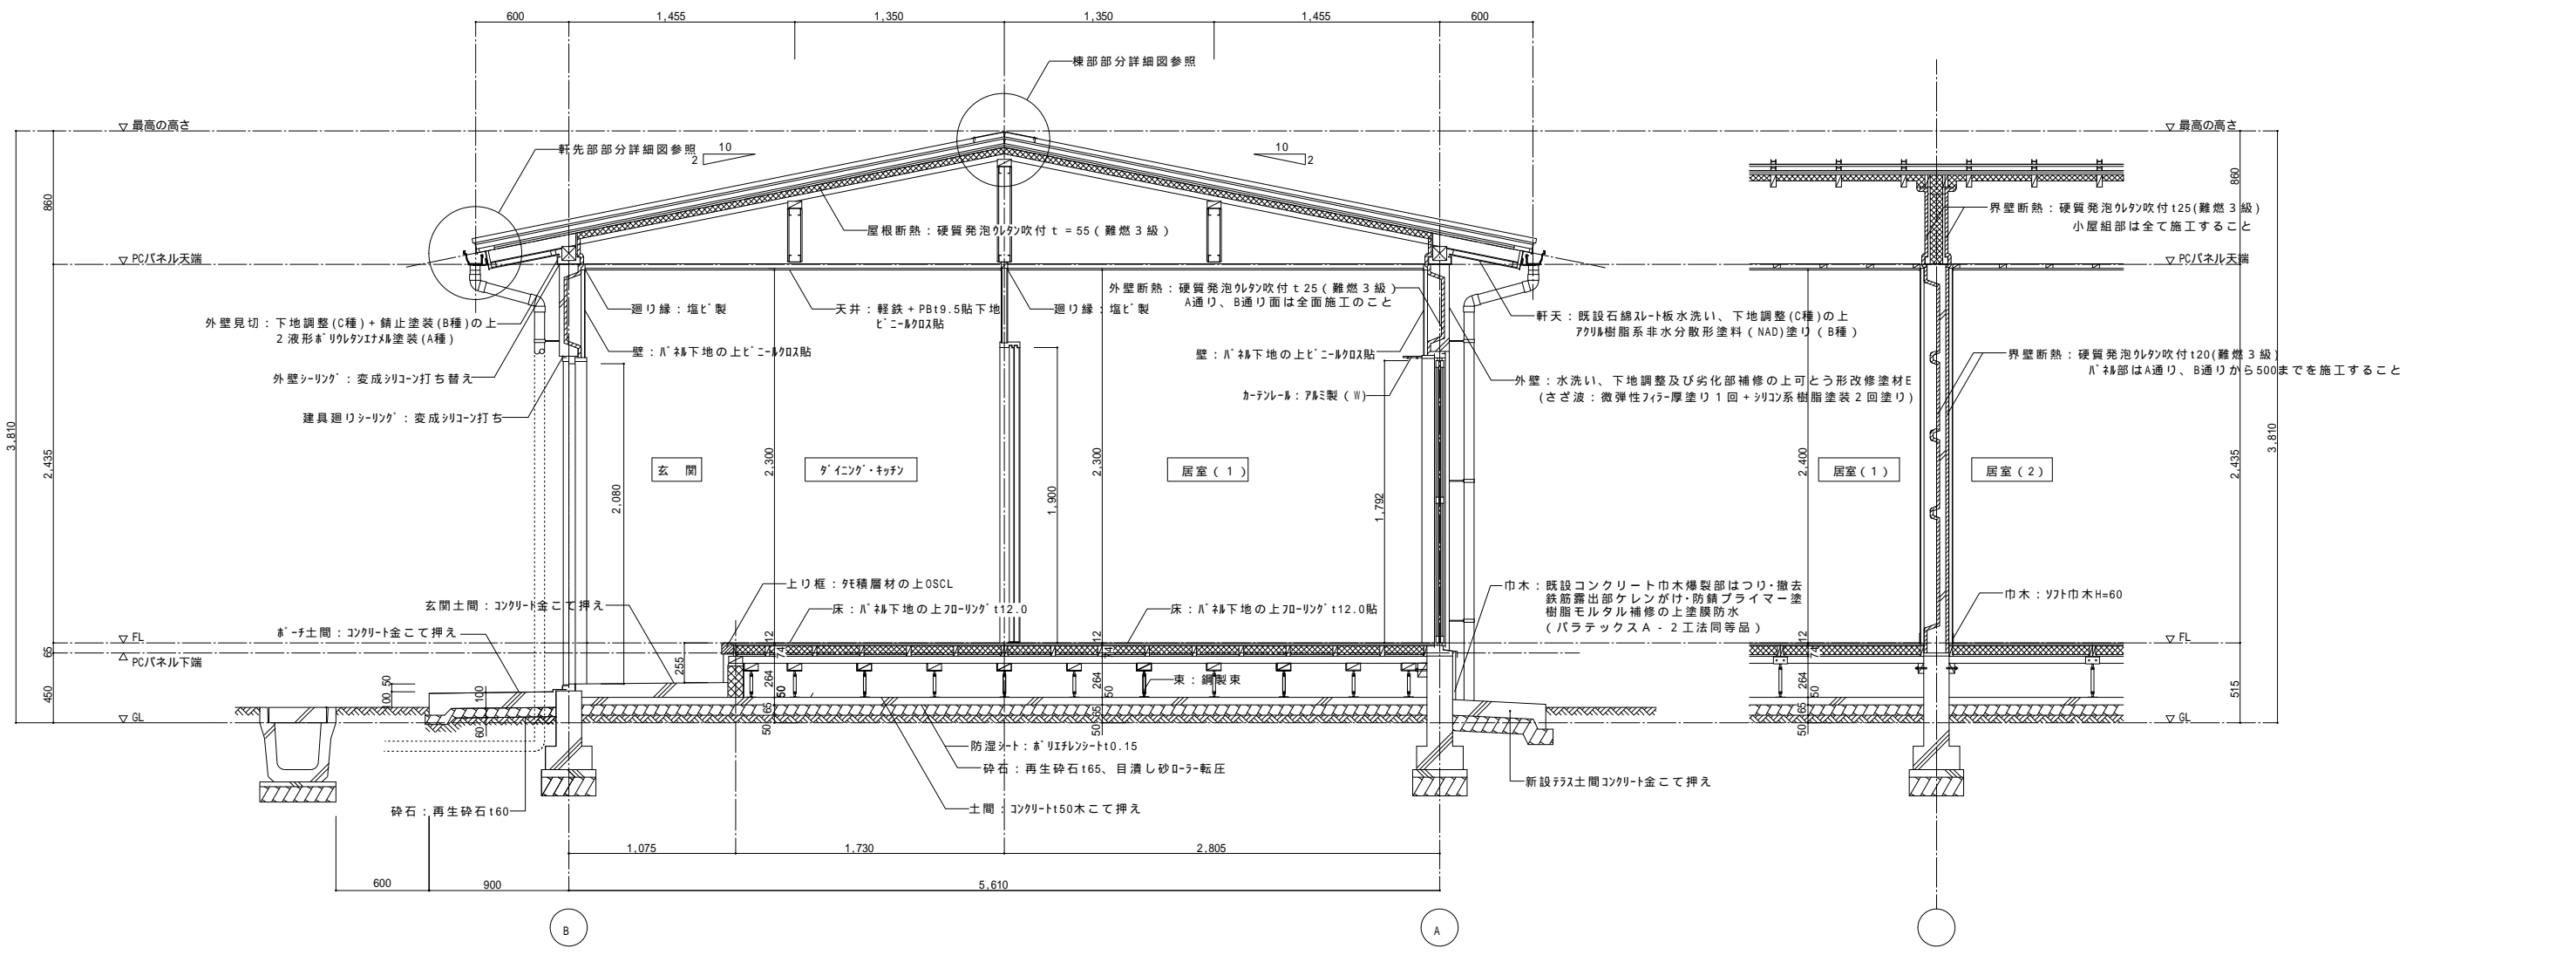 600
1,455
1,350
1,350
1,455
600
棟部部分詳細図参照
最高の高さ
最高の高さ
軒先部部分詳細図参照
10
2
10
2
860
860
屋根断熱：硬質発泡ｳﾚﾀﾝ吹付ｔ＝55（難燃３級）
界壁断熱：硬質発泡ｳﾚﾀﾝ吹付t25(難燃３級)
小屋組部は全て施工すること
PCパネル天端
PCパネル天端
外壁断熱：硬質発泡ｳﾚﾀﾝ吹付ｔ25（難燃３級）
A通り、B通り面は全面施工のこと
廻り縁：塩ﾋﾞ製
天井：軽鉄＋PBt9.5貼下地
ﾋﾞﾆｰﾙｸﾛｽ貼
廻り縁：塩ﾋﾞ製
軒天：既設石綿ｽﾚｰﾄ板水洗い、下地調整(C種)の上
ｱｸﾘﾙ樹脂系非水分散形塗料（NAD)塗り（B種）
外壁見切：下地調整(C種)＋錆止塗装(B種)の上
２液形ﾎﾟﾘｳﾚﾀﾝｴﾅﾒﾙ塗装(A種)
壁：ﾊﾟﾈﾙ下地の上ﾋﾞﾆｰﾙｸﾛｽ貼
壁：ﾊﾟﾈﾙ下地の上ﾋﾞﾆｰﾙｸﾛｽ貼
界壁断熱：硬質発泡ｳﾚﾀﾝ吹付t20(難燃３級)
ﾊﾟﾈﾙ部はA通り、B通りから500までを施工すること
外壁ｼｰﾘﾝｸﾞ：変成ｼﾘｺｰﾝ打ち替え
ｶｰﾃﾝﾚｰﾙ：ｱﾙﾐ製（W)
外壁：水洗い、下地調整及び劣化部補修の上可とう形改修塗材E
(さざ波：微弾性ﾌｨﾗｰ厚塗り１回＋ｼﾘｺﾝ系樹脂塗装２回塗り)
建具廻りｼｰﾘﾝｸﾞ：変成ｼﾘｺｰﾝ打ち
3,810
2,435
2,080
玄　関
2,300
ﾀﾞｲﾆﾝｸﾞ・ｷｯﾁﾝ
1,900
2,300
居室（１）
1,792
2,400
居室（１）
居室（２）
2,435
3,810
上り框：ﾀﾓ積層材の上OSCL
玄関土間：ｺﾝｸﾘｰﾄ金こて押え
床：ﾊﾟﾈﾙ下地の上ﾌﾛｰﾘﾝｸﾞt12.0
床：ﾊﾟﾈﾙ下地の上ﾌﾛｰﾘﾝｸﾞt12.0貼
巾木：既設コンクリート巾木爆裂部はつり・撤去
鉄筋露出部ケレンがけ・防錆プライマー塗
樹脂モルタル補修の上塗膜防水
（パラテックスＡ‐２工法同等品）
巾木：ｿﾌﾄ巾木H=60
ﾎﾟｰﾁ土間：ｺﾝｸﾘｰﾄ金こて押え
FL
FL
65
PCパネル下端
12
74
12
74
12
74
255
264
264
264
束：鋼製束
450
100
50
100
60
50
65
50
50
65
50
50
65
50
515
GL
GL
防湿ｼｰﾄ：ﾎﾟﾘｴﾁﾚﾝｼｰﾄt0.15
砕石：再生砕石t65、目潰し砂ﾛｰﾗｰ転圧
新設ﾃﾗｽ土間ｺﾝｸﾘｰﾄ金こて押え
砕石：再生砕石t60
土間：ｺﾝｸﾘｰﾄt50木こて押え
1,075
1,730
2,805
600
900
5,610
B
A